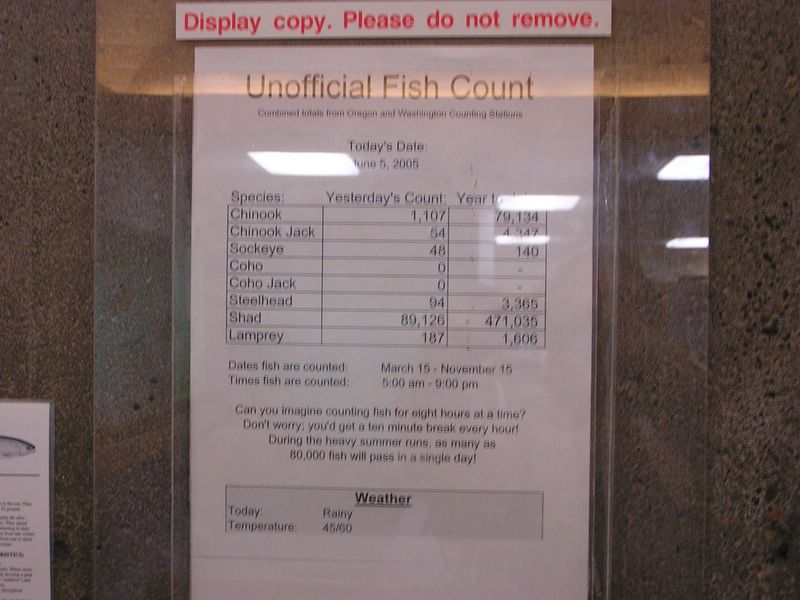 Display copy. Please do not remove.
Unofficial Fish Count
Combined totals from Oregon and Washington Counting Stations
Today's Date:
June 5, 2005
Species: Yesterday's Count: Year to
Chinook 1,107 79,134
Chinook Jack 54 4,347
Sockeye 48 140
Coho 0 -
Coho Jack 0 -
Steelhead 94 3,365
Shad 89,126 471,035
Lamprey 187 1,606
Dates fish are counted: March 15 - November 15
Times fish are counted: 5:00 am - 9:00 pm
Can you imagine counting fish for eight hours at a time?
Don't worry; you'd get a ten minute break every hour!
During the heavy summer runs, as many as
80,000 fish will pass in a single day!
Weather
Today: Rainy
Temperature: 45/60